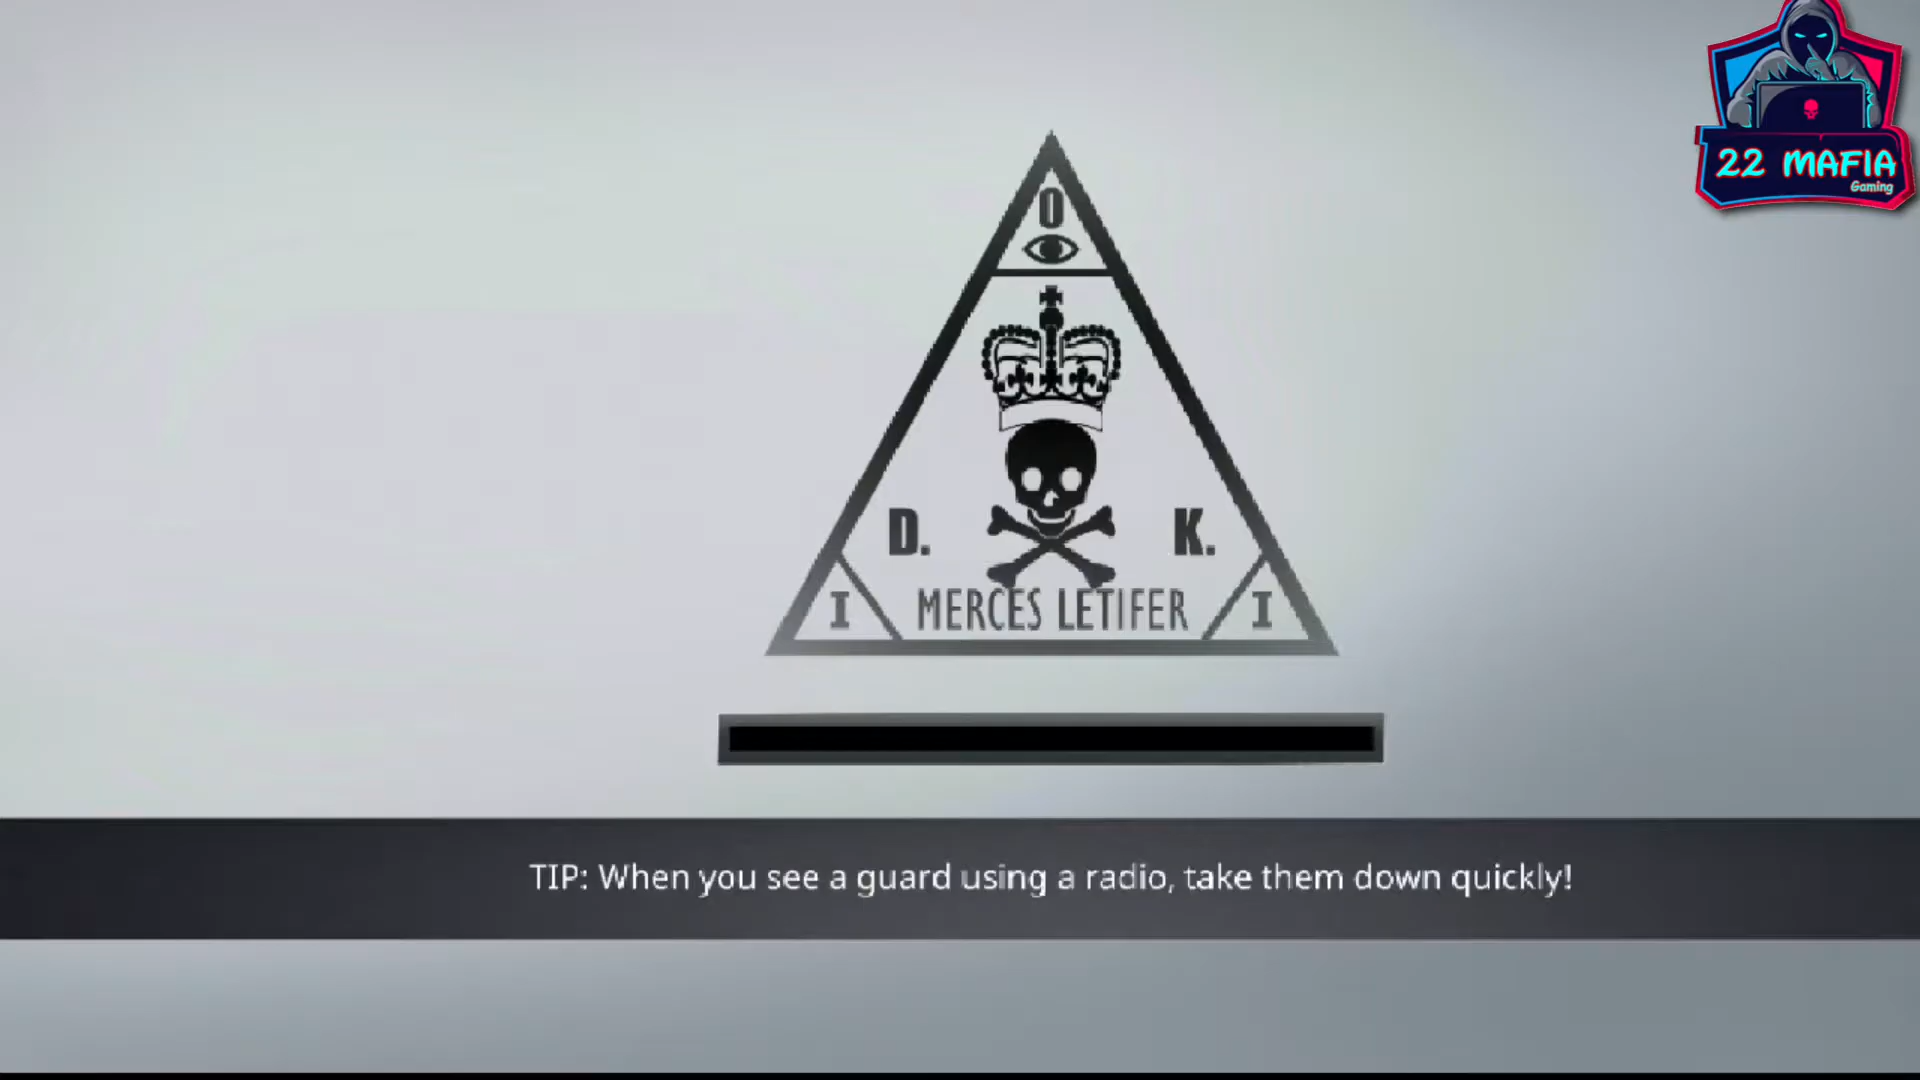 22 MAFIA
Gaming
O
D. K.
I MERCES LETIFER I
TIP: When you see a guard using a radio, take them down quickly!